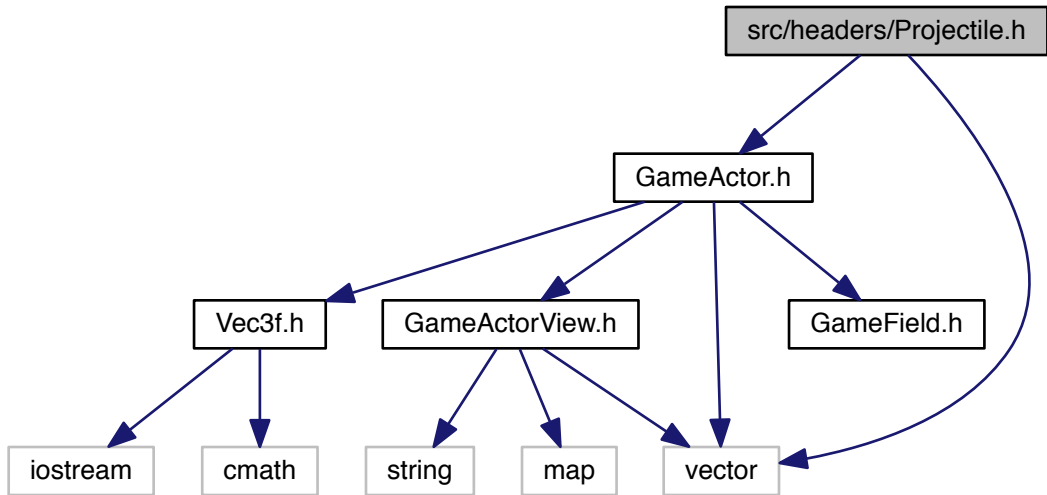 src/headers/Projectile.h
GameActor.h
Vec3f.h
GameActorView.h
GameField.h
iostream
cmath
string
map
vector